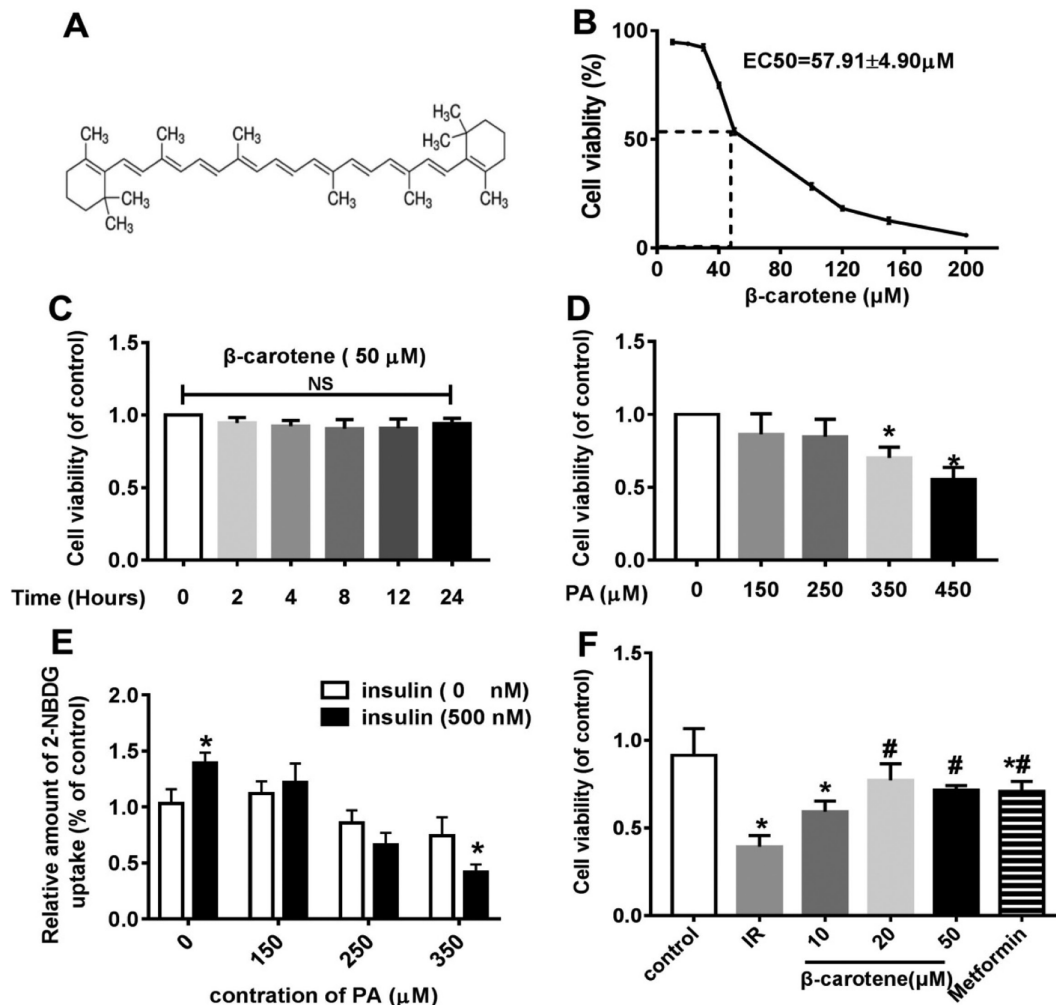 A
H₃C
CH₃
CH₃
CH₃
H₃C
H₃C
CH₃
CH₃
CH₃
CH₃
B
EC50=57.91±4.90μM
Cell viablity (%)
100
50
0
0 40 80 120 160 200
β-carotene (μM)
C
Cell viability (of control)
1.5
1.0
0.5
0.0
β-carotene ( 50 μM)
NS
Time (Hours) 0 2 4 8 12 24
D
Cell viability (of control)
1.5
1.0
0.5
0.0
*
*
PA (μM) 0 150 250 350 450
E
Relative amount of 2-NBDG
uptake (% of control)
2.0
1.5
1.0
0.5
0.0
insulin ( 0 nM)
insulin (500 nM)
*
*
0 150 250 350
contration of PA (μM)
F
Cell viability (of control)
1.5
1.0
0.5
0.0
*
*
#
#
*#
control IR 10 20 50 Metformin
β-carotene(μM)